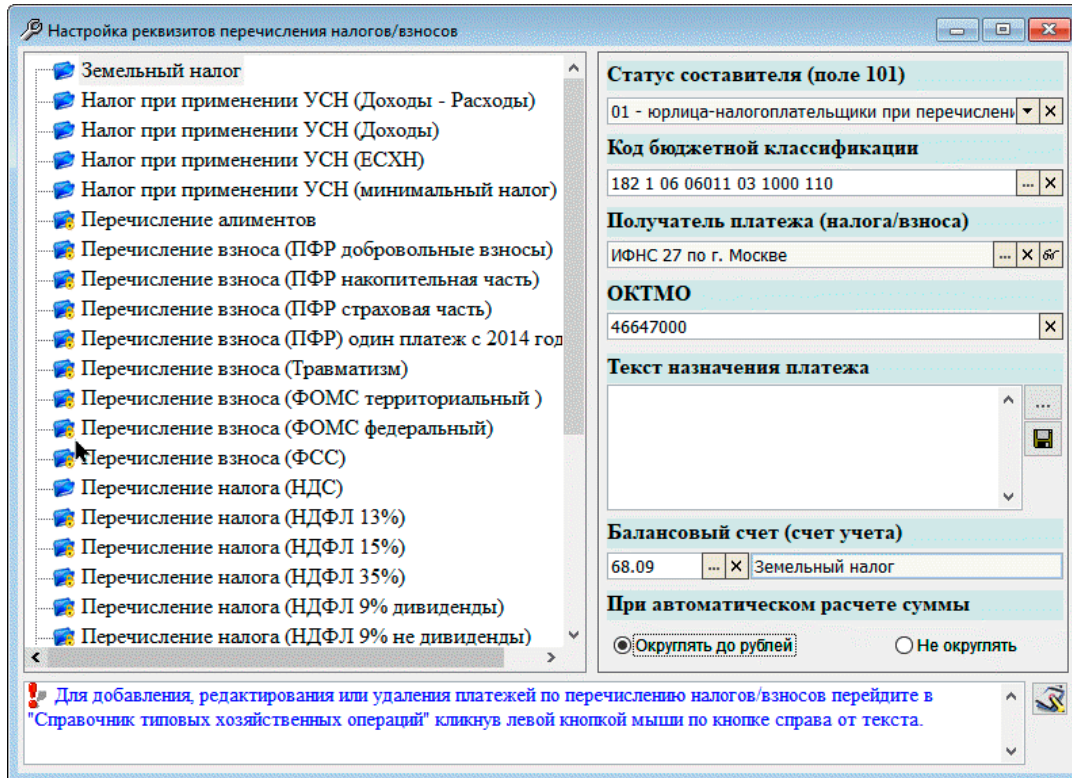 Настройка реквизитов перечисления налогов/взносов
Земельный налог
Налог при применении УСН (Доходы - Расходы)
Налог при применении УСН (Доходы)
Налог при применении УСН (ЕСХН)
Налог при применении УСН (минимальный налог)
Перечисление алиментов
Перечисление взноса (ПФР добровольные взносы)
Перечисление взноса (ПФР накопительная часть)
Перечисление взноса (ПФР страховая часть)
Перечисление взноса (ПФР) один платеж с 2014 год
Перечисление взноса (Травматизм)
Перечисление взноса (ФОМС территориальный )
Перечисление взноса (ФОМС федеральный)
Перечисление взноса (ФСС)
Перечисление налога (НДС)
Перечисление налога (НДФЛ 13%)
Перечисление налога (НДФЛ 15%)
Перечисление налога (НДФЛ 35%)
Перечисление налога (НДФЛ 9% дивиденды)
Перечисление налога (НДФЛ 9% не дивиденды)
Статус составителя (поле 101)
01 - юрлица-налогоплательщики при перечислени
Код бюджетной классификации
182 1 06 06011 03 1000 110
...
Получатель платежа (налога/взноса)
ИФНС 27 по г. Москве
...
ОКТМО
46647000
Текст назначения платежа
...
Балансовый счет (счет учета)
68.09
...
Земельный налог
При автоматическом расчете суммы
Округлять до рублей
Не округлять
Для добавления, редактирования или удаления платежей по перечислению налогов/взносов перейдите в
"Справочник типовых хозяйственных операций" кликнув левой кнопкой мыши по кнопке справа от текста.